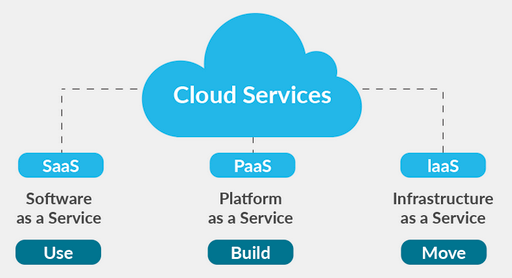 Cloud Services
SaaS
Software
as a Service
Use
PaaS
Platform
as a Service
Build
IaaS
Infrastructure
as a Service
Move